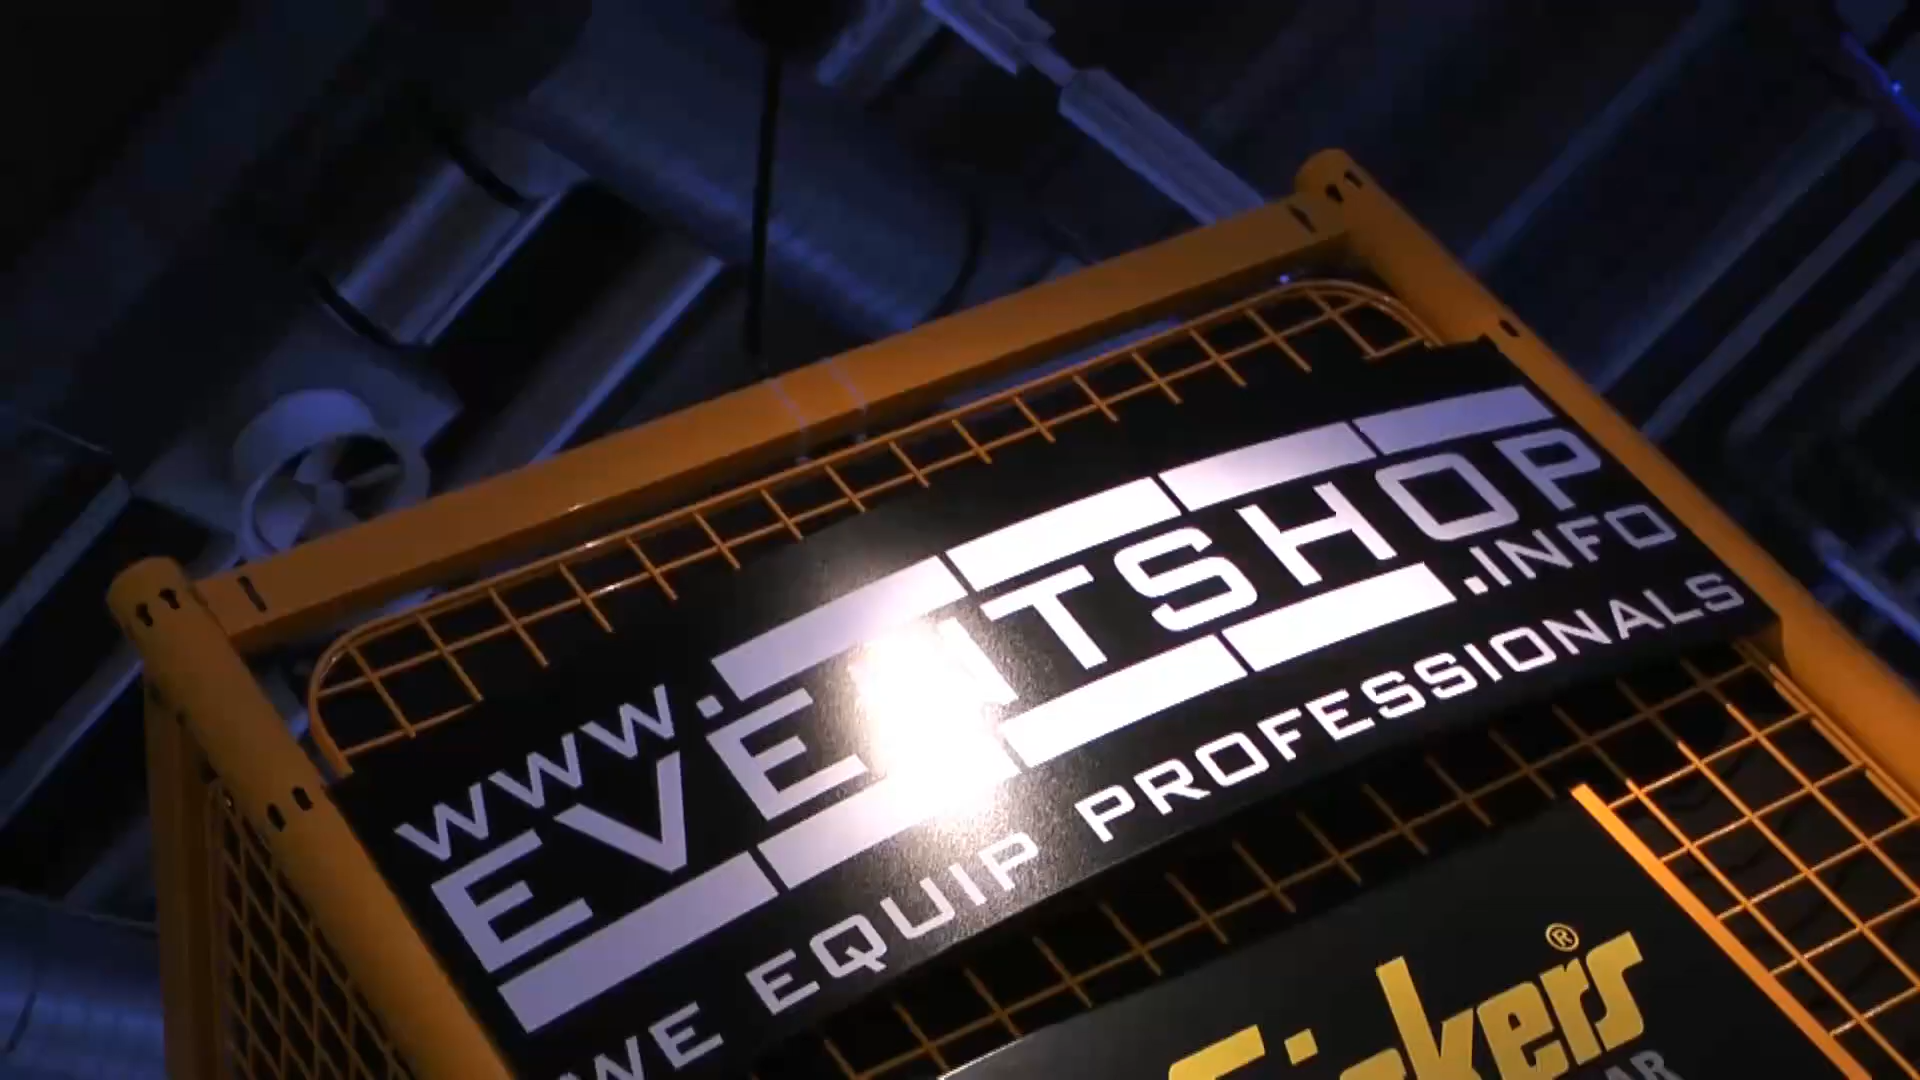 www.
EVENTSHOP
.INFO
WE EQUIP PROFESSIONALS
®